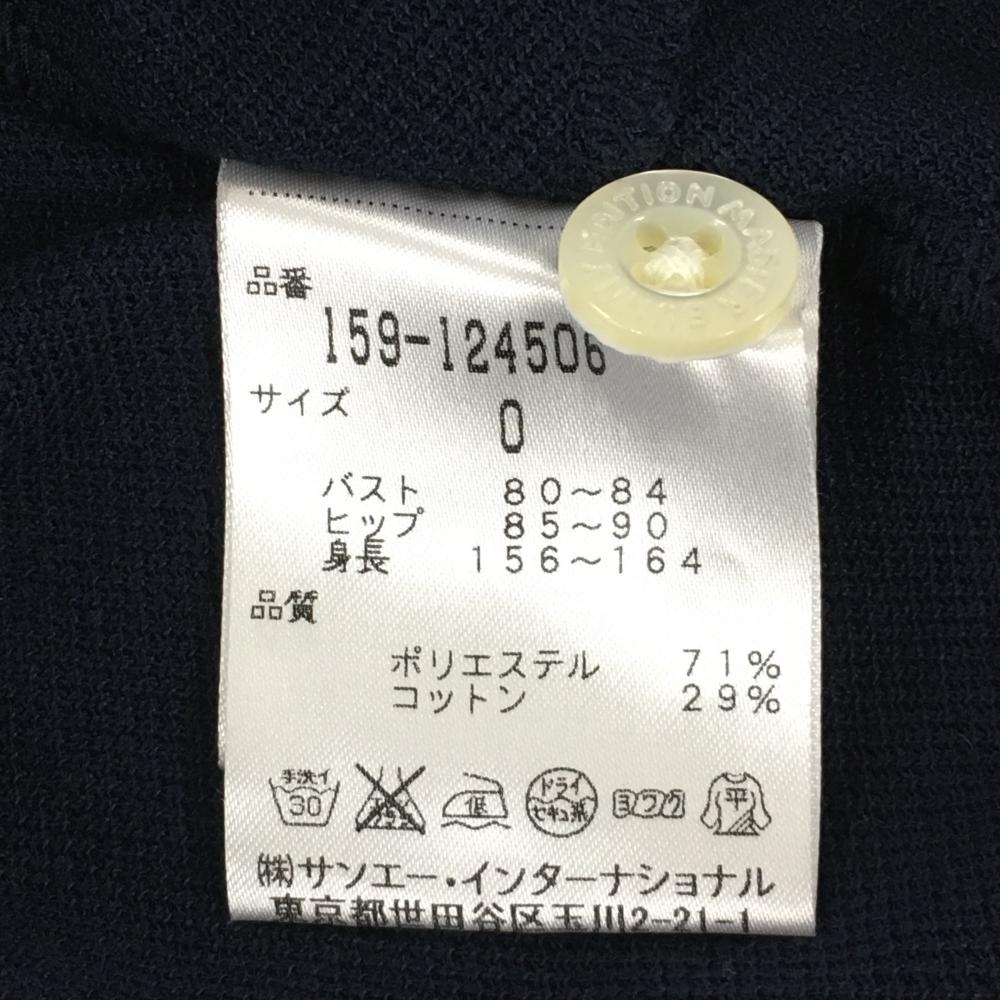 品番
159-124506
サイズ
0
バスト 80～84
ヒップ 85～90
身長 156～164
品質
ポリエステル 71%
コットン 29%
手洗イ
30
低
ドライ
セキユ系
ヨワク
平
㈱サンエー・インターナショナル
東京都世田谷区玉川2-21-1